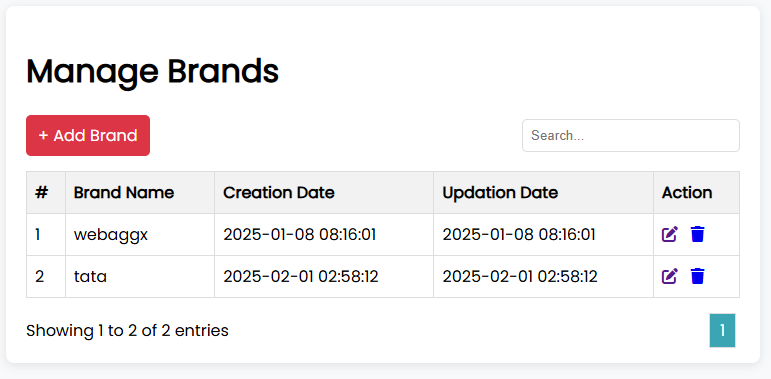 Manage Brands
+ Add Brand
Search...
# Brand Name Creation Date Updation Date Action
1 webaggx 2025-01-08 08:16:01 2025-01-08 08:16:01
2 tata 2025-02-01 02:58:12 2025-02-01 02:58:12
Showing 1 to 2 of 2 entries
1